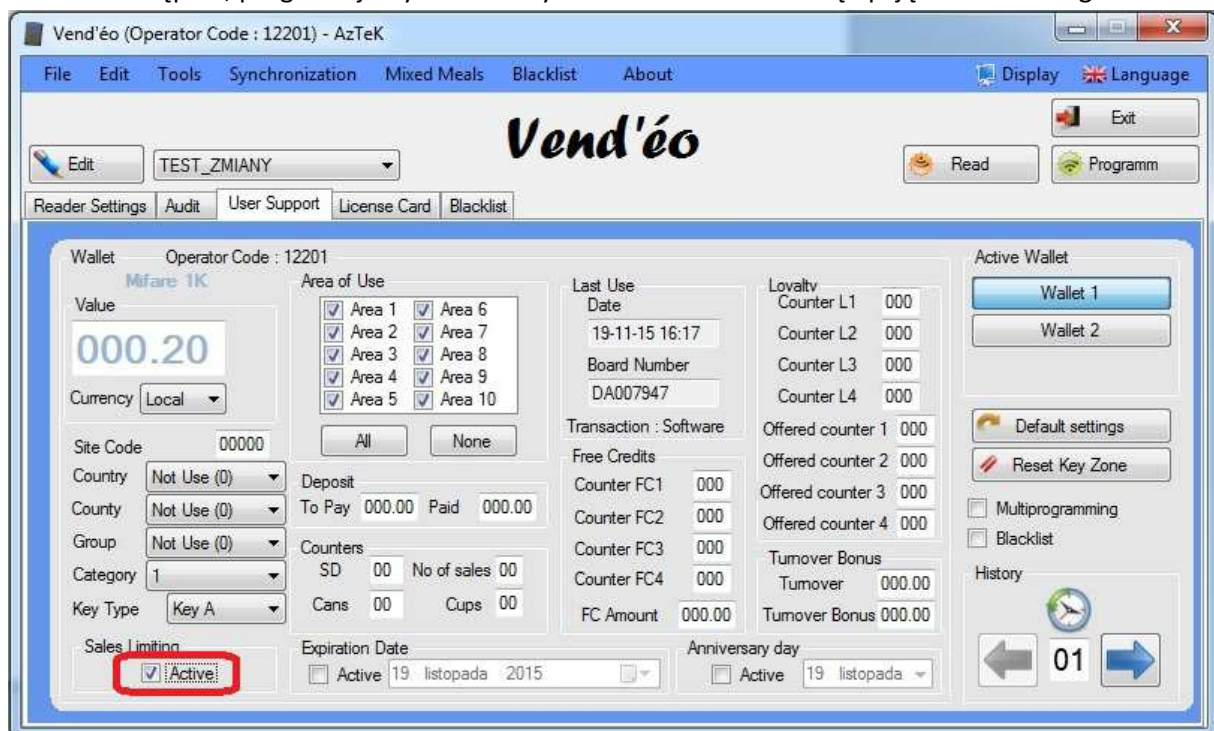 Vend'éo (Operator Code : 12201) - AzTeK
File Edit Tools Synchronization Mixed Meals Blacklist About Display Language
Vend'éo
Exit
Edit TEST_ZMIANY Read Programm
Reader Settings Audit User Support License Card Blacklist
Wallet Operator Code : 12201
Mifare 1K
Value
000.20
Currency Local
Site Code 00000
Country Not Use (0)
County Not Use (0)
Group Not Use (0)
Category 1
Key Type Key A
Sales Limiting
Active
Area of Use
Area 1 Area 6
Area 2 Area 7
Area 3 Area 8
Area 4 Area 9
Area 5 Area 10
All None
Deposit
To Pay 000.00 Paid 000.00
Counters
SD 00 No of sales 00
Cans 00 Cups 00
Expiration Date
Active 19 listopada 2015
Last Use
Date
19-11-15 16:17
Board Number
DA007947
Transaction : Software
Free Credits
Counter FC1 000
Counter FC2 000
Counter FC3 000
Counter FC4 000
FC Amount 000.00
Loyalty
Counter L1 000
Counter L2 000
Counter L3 000
Counter L4 000
Offered counter 1 000
Offered counter 2 000
Offered counter 3 000
Offered counter 4 000
Turnover Bonus
Turnover 000.00
Turnover Bonus 000.00
Anniversary day
Active 19 listopada
Active Wallet
Wallet 1
Wallet 2
Default settings
Reset Key Zone
Multiprogramming
Blacklist
History
01